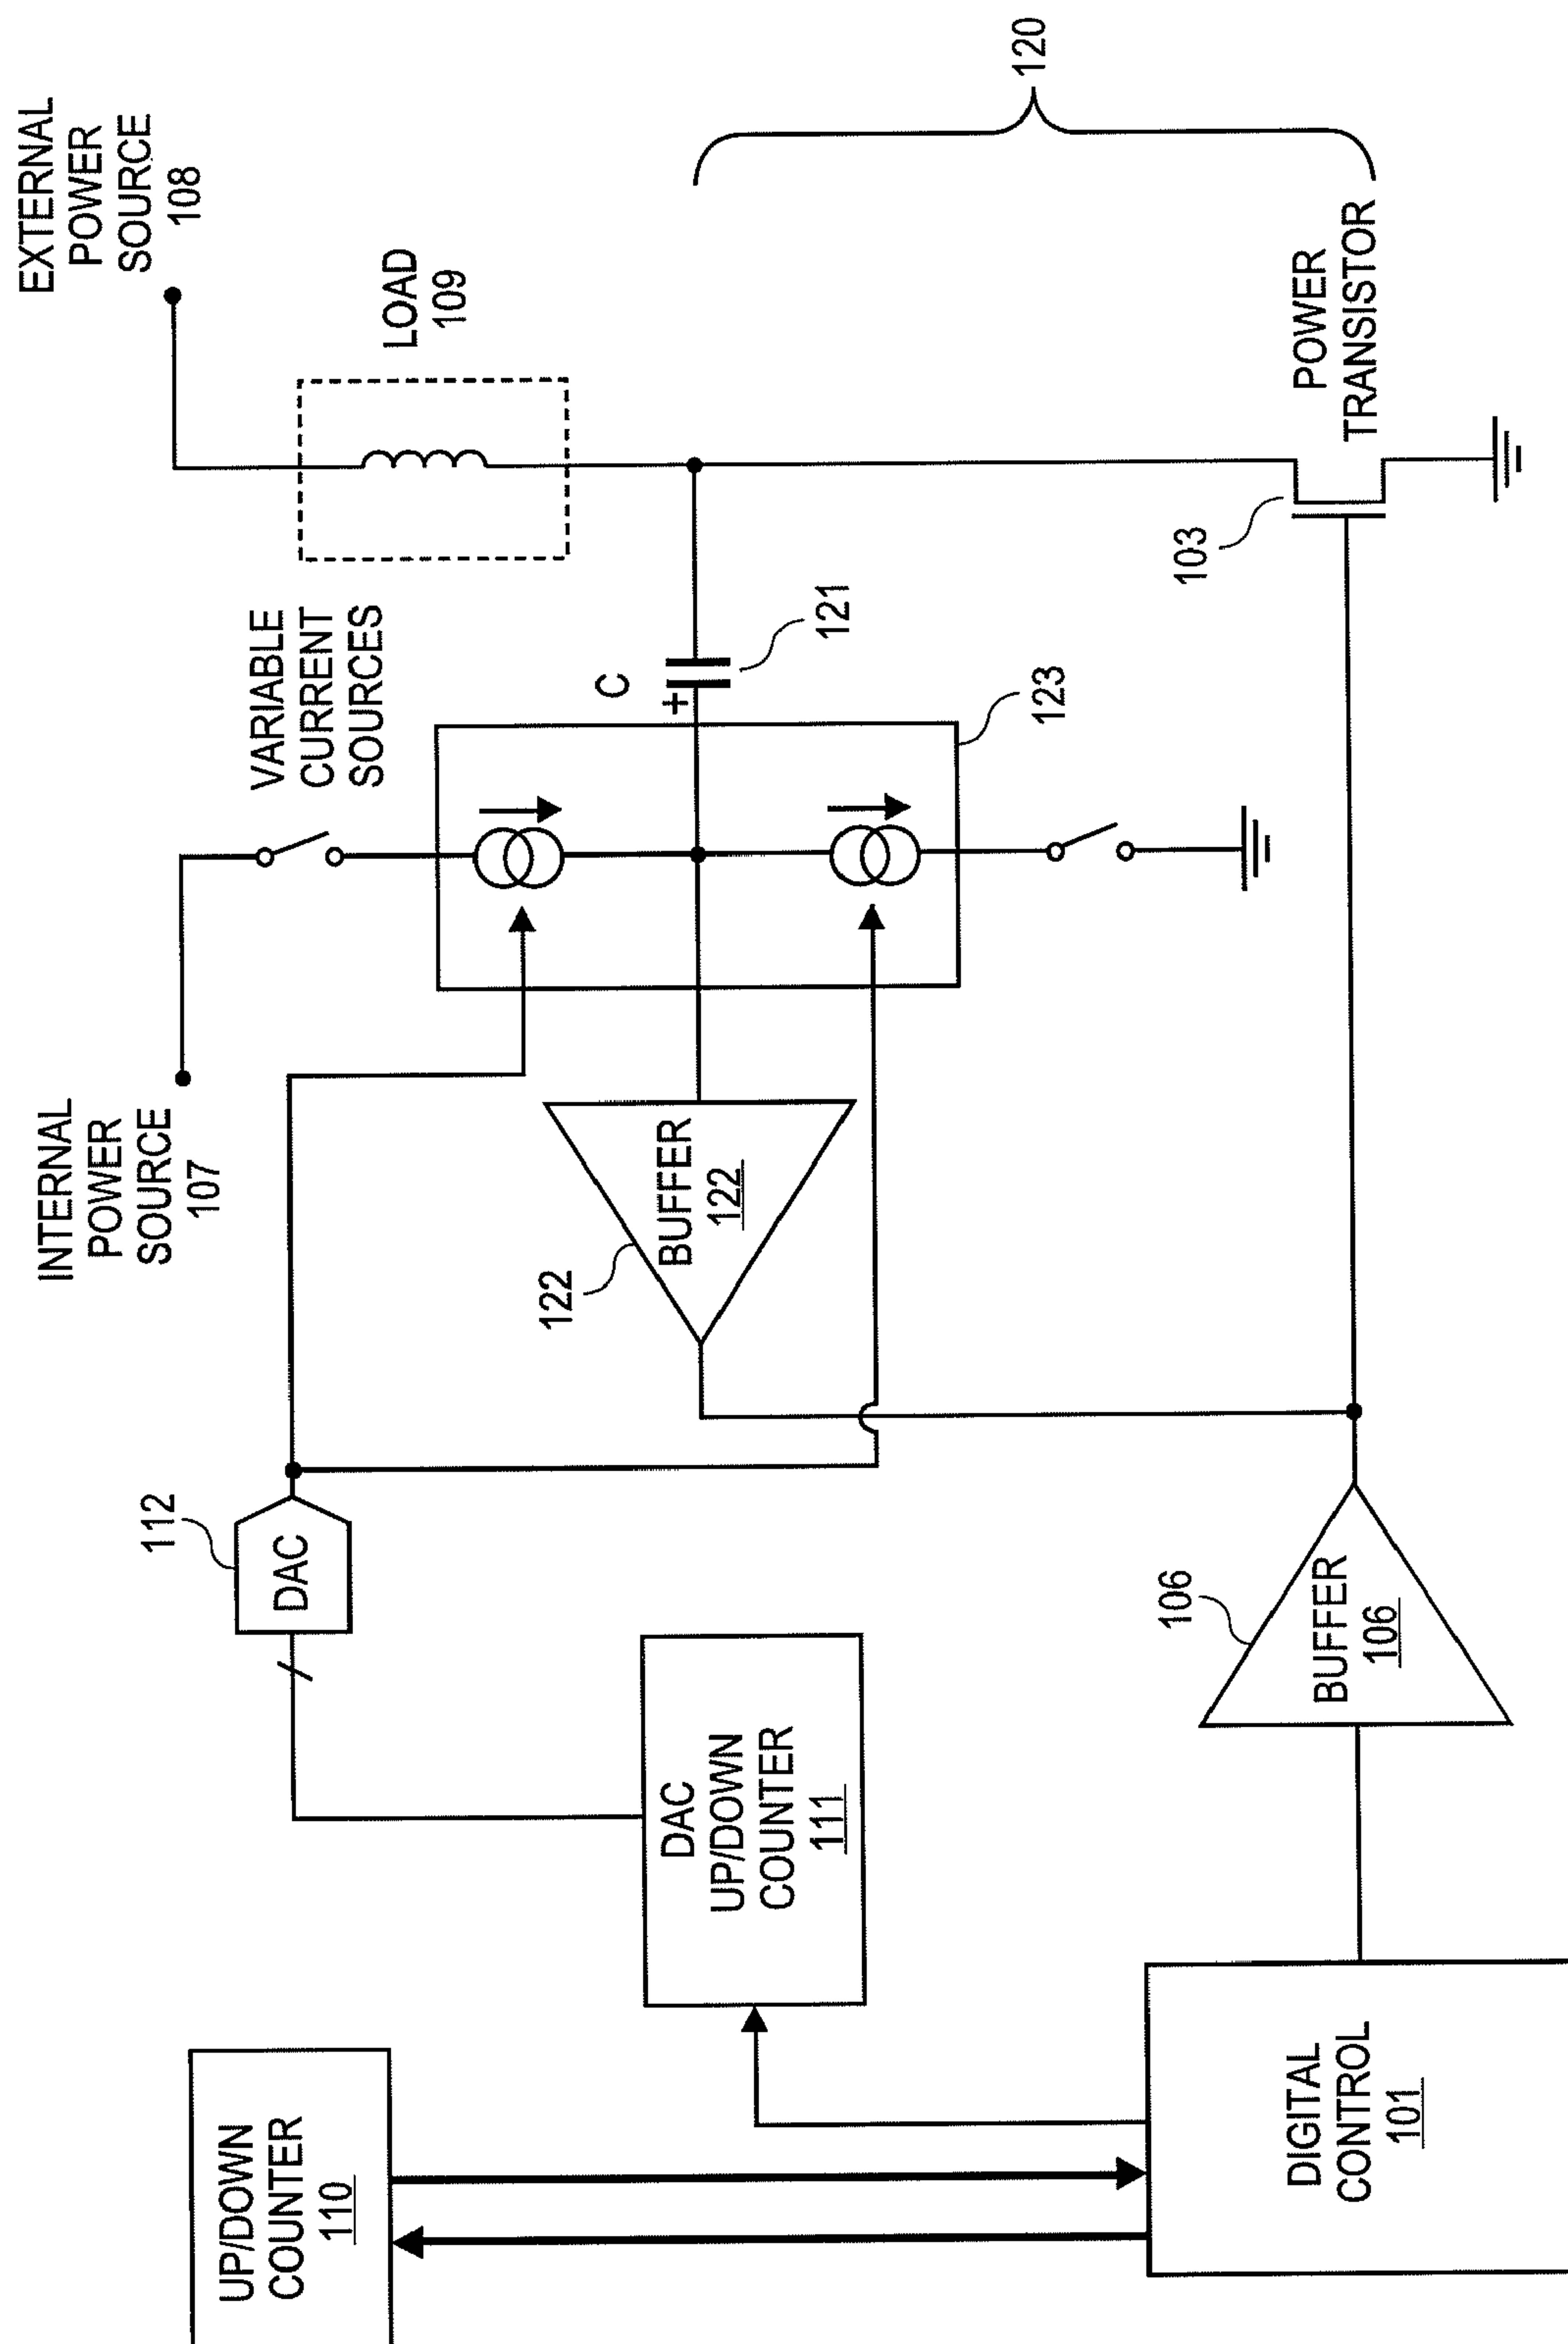 EXTERNAL
POWER
SOURCE
108
INTERNAL
POWER
SOURCE
107
VARIABLE
CURRENT
SOURCES
LOAD
109
120
112
DAC
C
+
121
123
122
BUFFER
122
UP/DOWN
COUNTER
110
DAC
UP/DOWN
COUNTER
111
103
POWER
TRANSISTOR
106
BUFFER
106
DIGITAL
CONTROL
101